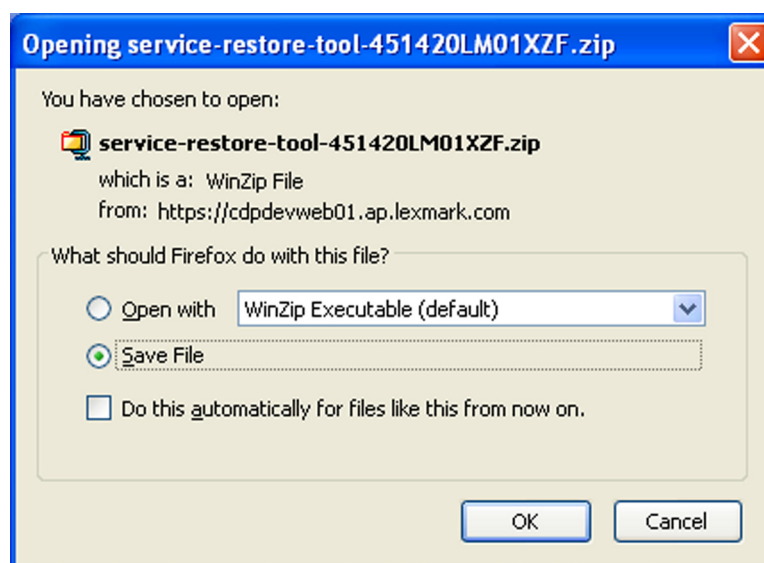 Opening service-restore-tool-451420LM01XZF.zip
You have chosen to open:
service-restore-tool-451420LM01XZF.zip
which is a: WinZip File
from: https://cdpdevweb01.ap.lexmark.com
What should Firefox do with this file?
Open with WinZip Executable (default)
Save File
Do this automatically for files like this from now on.
OK Cancel